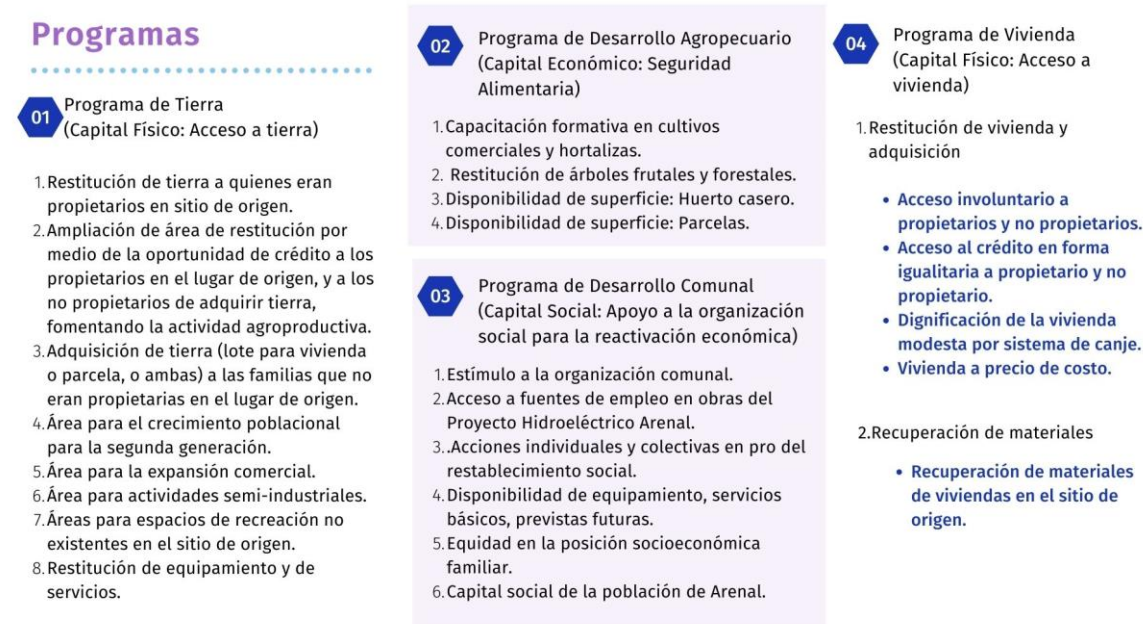 Programas
01
Programa de Tierra
(Capital Físico: Acceso a tierra)
1. Restitución de tierra a quienes eran
propietarios en sitio de origen.
2. Ampliación de área de restitución por
medio de la oportunidad de crédito a los
propietarios en el lugar de origen, y a los
no propietarios de adquirir tierra,
fomentando la actividad agroproductiva.
3. Adquisición de tierra (lote para vivienda
o parcela, o ambas) a las familias que no
eran propietarias en el lugar de origen.
4. Área para el crecimiento poblacional
para la segunda generación.
5. Área para la expansión comercial.
6. Área para actividades semi-industriales.
7. Áreas para espacios de recreación no
existentes en el sitio de origen.
8. Restitución de equipamiento y de
servicios.
02
Programa de Desarrollo Agropecuario
(Capital Económico: Seguridad
Alimentaria)
1. Capacitación formativa en cultivos
comerciales y hortalizas.
2. Restitución de árboles frutales y forestales.
3. Disponibilidad de superficie: Huerto casero.
4. Disponibilidad de superficie: Parcelas.
03
Programa de Desarrollo Comunal
(Capital Social: Apoyo a la organización
social para la reactivación económica)
1. Estímulo a la organización comunal.
2. Acceso a fuentes de empleo en obras del
Proyecto Hidroeléctrico Arenal.
3. .Acciones individuales y colectivas en pro del
restablecimiento social.
4. Disponibilidad de equipamiento, servicios
básicos, previstas futuras.
5. Equidad en la posición socioeconómica
familiar.
6. Capital social de la población de Arenal.
04
Programa de Vivienda
(Capital Físico: Acceso a
vivienda)
1. Restitución de vivienda y
adquisición
• Acceso involuntario a
propietarios y no propietarios.
• Acceso al crédito en forma
igualitaria a propietario y no
propietario.
• Dignificación de la vivienda
modesta por sistema de canje.
• Vivienda a precio de costo.
2.Recuperación de materiales
• Recuperación de materiales
de viviendas en el sitio de
origen.